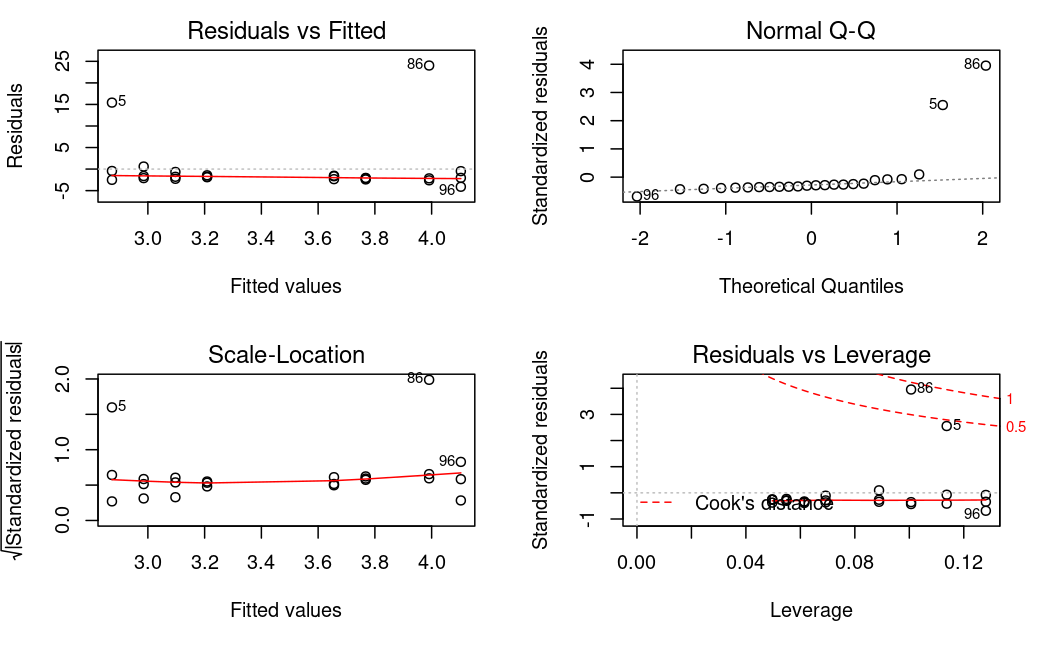 Residuals vs Fitted
Residuals
25
15
5
-5
86
5
96
3.0 3.2 3.4 3.6 3.8 4.0
Fitted values
Normal Q-Q
Standardized residuals
4
3
2
1
0
86
5
96
-2 -1 0 1 2
Theoretical Quantiles
Scale-Location
√|Standardized residuals|
2.0
1.0
0.0
86
5
96
3.0 3.2 3.4 3.6 3.8 4.0
Fitted values
Residuals vs Leverage
Standardized residuals
3
1
-1
86
1
5
0.5
Cook's distance
96
0.00 0.04 0.08 0.12
Leverage